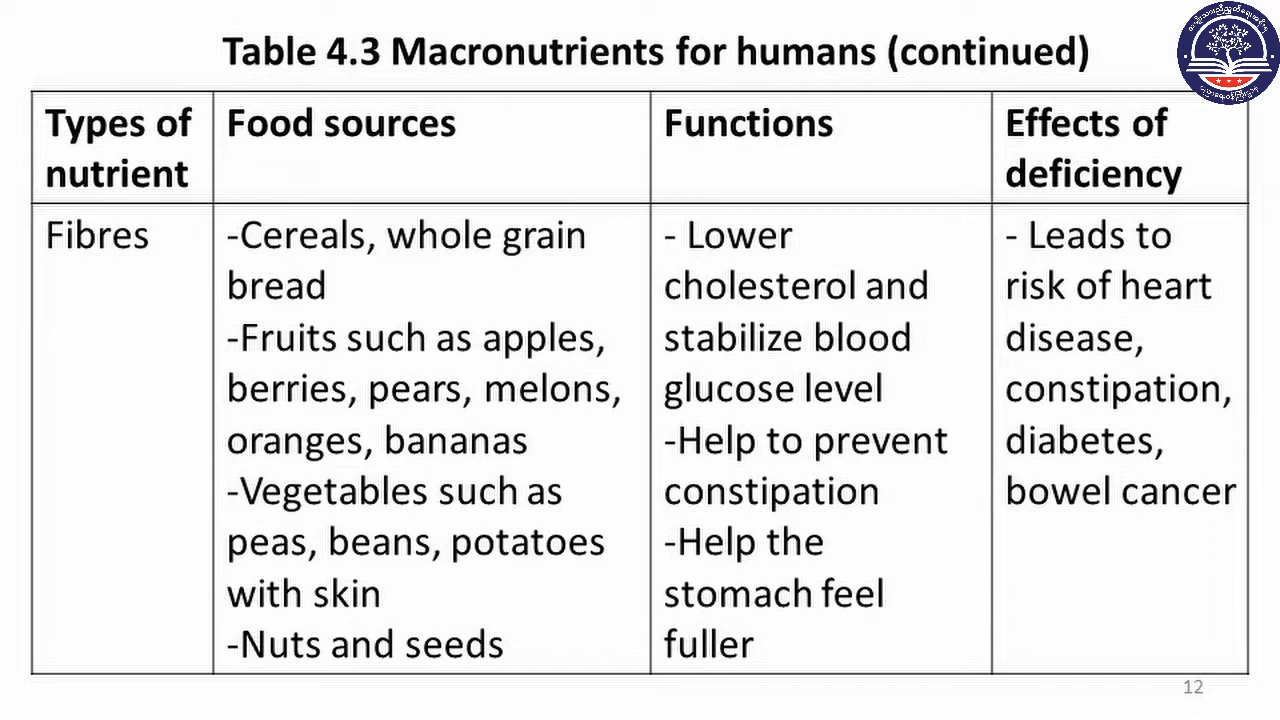 Table 4.3 Macronutrients for humans (continued)
Types of nutrient
Food sources
Functions
Effects of deficiency
Fibres
-Cereals, whole grain
bread
-Fruits such as apples,
berries, pears, melons,
oranges, bananas
-Vegetables such as
peas, beans, potatoes
with skin
-Nuts and seeds
- Lower
cholesterol and
stabilize blood
glucose level
-Help to prevent
constipation
-Help the
stomach feel
fuller
- Leads to
risk of heart
disease,
constipation,
diabetes,
bowel cancer
12